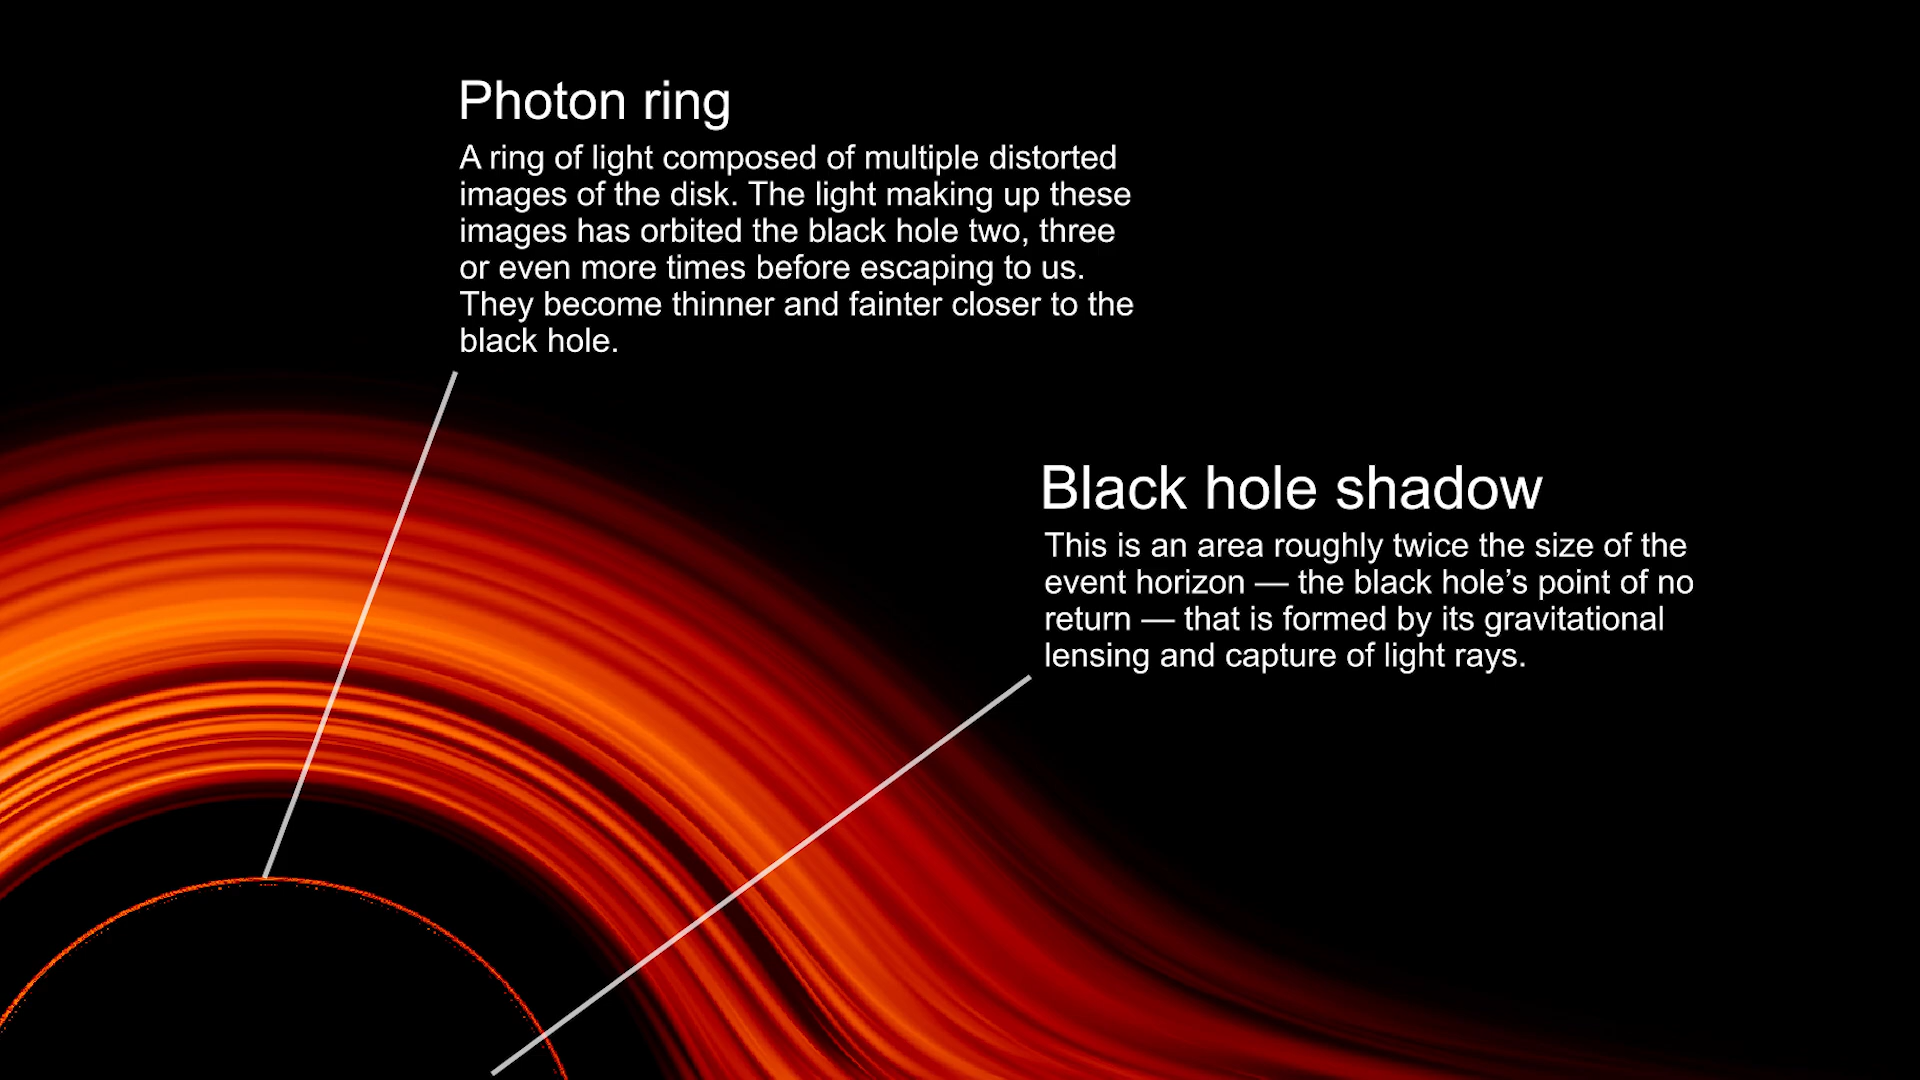 Photon ring
A ring of light composed of multiple distorted
images of the disk. The light making up these
images has orbited the black hole two, three
or even more times before escaping to us.
They become thinner and fainter closer to the
black hole.
Black hole shadow
This is an area roughly twice the size of the
event horizon — the black hole’s point of no
return — that is formed by its gravitational
lensing and capture of light rays.